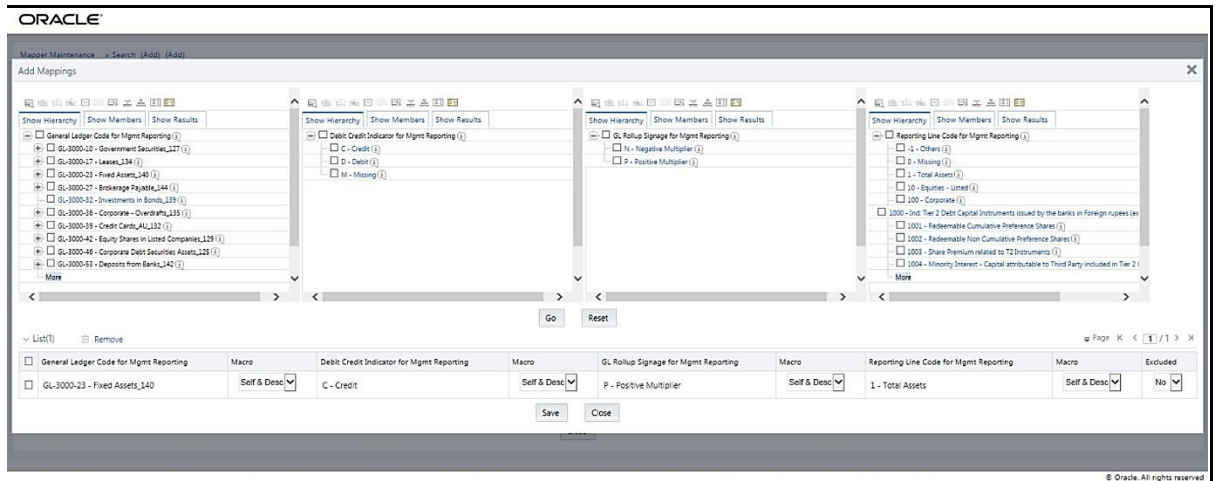 ORACLE
Mapper Maintenance > Search (Add) (Add)
Add Mappings
Show Hierarchy Show Members Show Results
General Ledger Code for Mgmt Reporting
GL-3000-10 - Government Securities_127
GL-3000-17 - Leases_134
GL-3000-23 - Fixed Assets_140
GL-3000-27 - Brokerage Payable_144
GL-3000-32 - Investments in Bonds_139
GL-3000-36 - Corporate - Overdrafts_135
GL-3000-39 - Credit Cards_AU_132
GL-3000-42 - Equity Shares in Listed Companies_129
GL-3000-46 - Corporate Debt Securities Assets_125
GL-3000-53 - Deposits from Banks_142
More
Show Hierarchy Show Members Show Results
Debit Credit Indicator for Mgmt Reporting
C - Credit
D - Debit
M - Missing
Show Hierarchy Show Members Show Results
GL Rollup Signage for Mgmt Reporting
N - Negative Multiplier
P - Positive Multiplier
Show Hierarchy Show Members Show Results
Reporting Line Code for Mgmt Reporting
-1 - Others
0 - Missing
1 - Total Assets
10 - Equities - Listed
100 - Corporate
1000 - Ind: Tier 2 Debt Capital Instruments issued by the banks in Foreign rupees (ex
1001 - Redeemable Cumulative Preference Shares
1002 - Redeemable Non Cumulative Preference Shares
1003 - Share Premium related to T2 Instruments
1004 - Minority Interest - Capital attributable to Third Party included in Tier 2 (
More
Go Reset
List(1) Remove Page 1 / 1
General Ledger Code for Mgmt Reporting Macro Debit Credit Indicator for Mgmt Reporting Macro GL Rollup Signage for Mgmt Reporting Macro Reporting Line Code for Mgmt Reporting Macro Excluded
GL-3000-23 - Fixed Assets_140 Self & Desc C - Credit Self & Desc P - Positive Multiplier Self & Desc 1 - Total Assets Self & Desc No
Save Close
© Oracle. All rights reserved